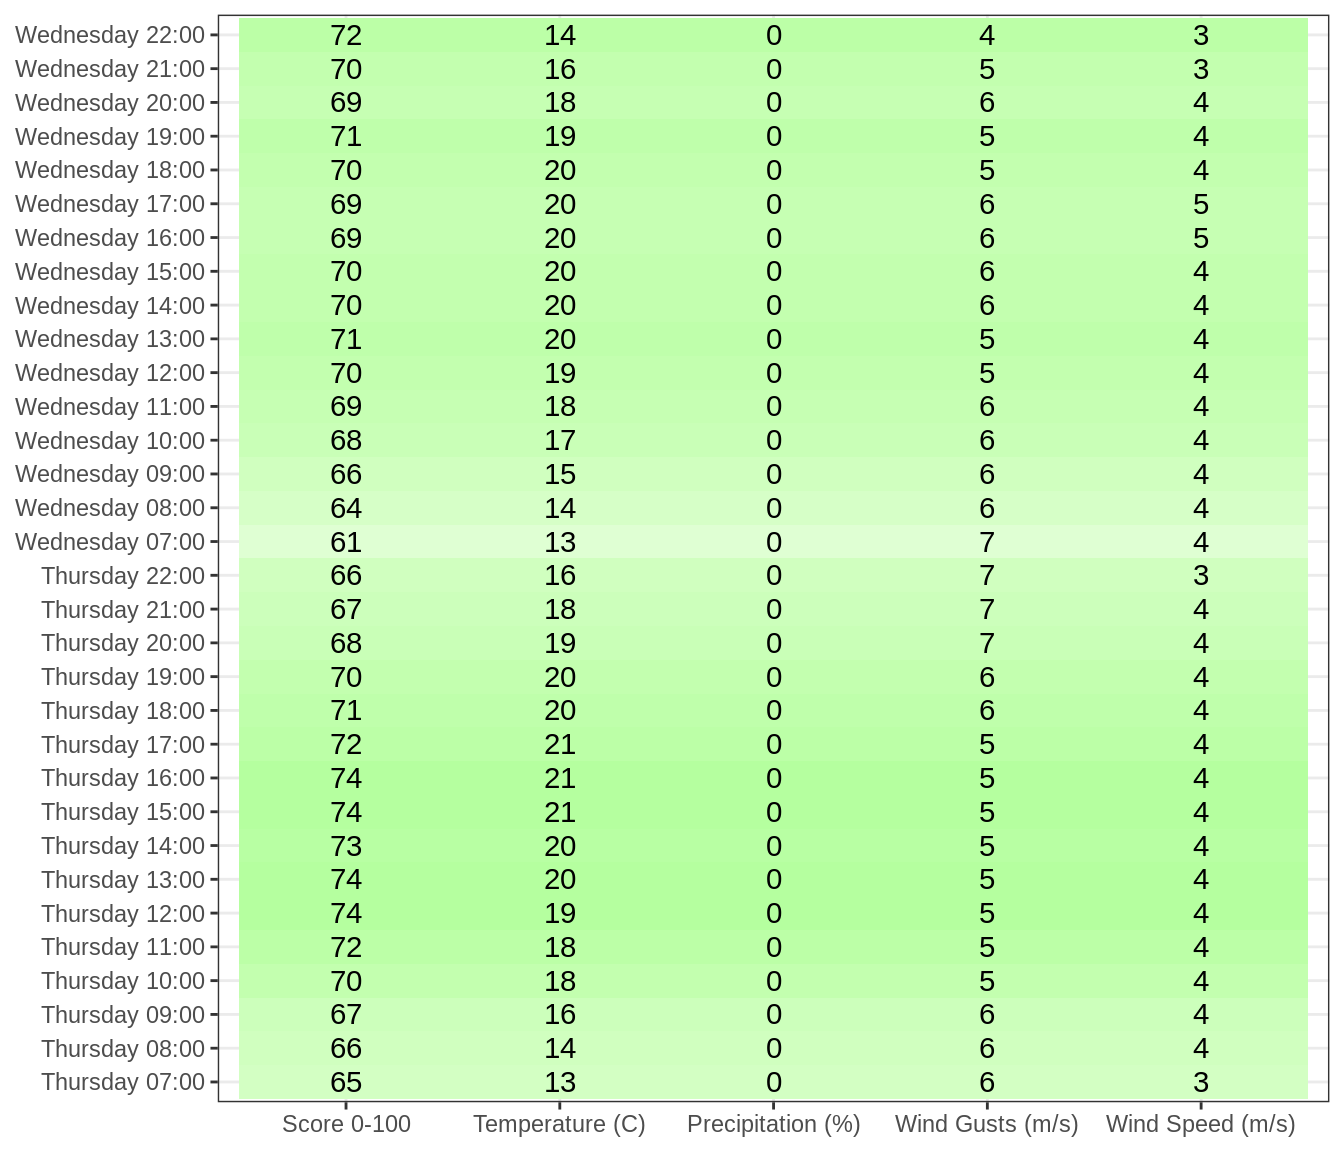 Wednesday 22:00 72 14 0 4 3
Wednesday 21:00 70 16 0 5 3
Wednesday 20:00 69 18 0 6 4
Wednesday 19:00 71 19 0 5 4
Wednesday 18:00 70 20 0 5 4
Wednesday 17:00 69 20 0 6 5
Wednesday 16:00 69 20 0 6 5
Wednesday 15:00 70 20 0 6 4
Wednesday 14:00 70 20 0 6 4
Wednesday 13:00 71 20 0 5 4
Wednesday 12:00 70 19 0 5 4
Wednesday 11:00 69 18 0 6 4
Wednesday 10:00 68 17 0 6 4
Wednesday 09:00 66 15 0 6 4
Wednesday 08:00 64 14 0 6 4
Wednesday 07:00 61 13 0 7 4
Thursday 22:00 66 16 0 7 3
Thursday 21:00 67 18 0 7 4
Thursday 20:00 68 19 0 7 4
Thursday 19:00 70 20 0 6 4
Thursday 18:00 71 20 0 6 4
Thursday 17:00 72 21 0 5 4
Thursday 16:00 74 21 0 5 4
Thursday 15:00 74 21 0 5 4
Thursday 14:00 73 20 0 5 4
Thursday 13:00 74 20 0 5 4
Thursday 12:00 74 19 0 5 4
Thursday 11:00 72 18 0 5 4
Thursday 10:00 70 18 0 5 4
Thursday 09:00 67 16 0 6 4
Thursday 08:00 66 14 0 6 4
Thursday 07:00 65 13 0 6 3
Score 0-100 Temperature (C) Precipitation (%) Wind Gusts (m/s) Wind Speed (m/s)